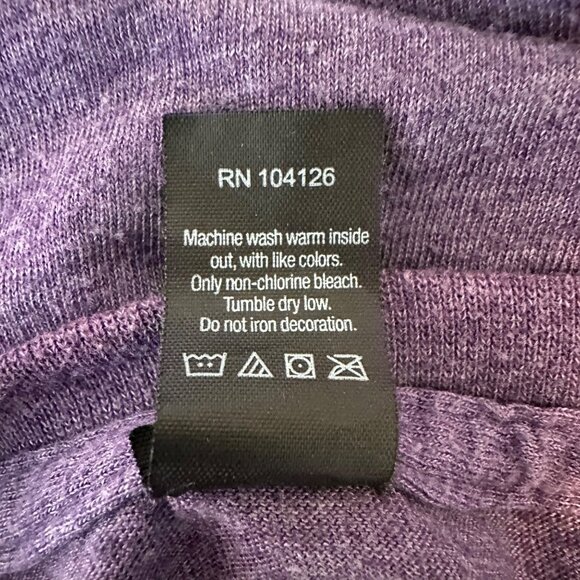 RN 104126
Machine wash warm inside
out, with like colors.
Only non-chlorine bleach.
Tumble dry low.
Do not iron decoration.